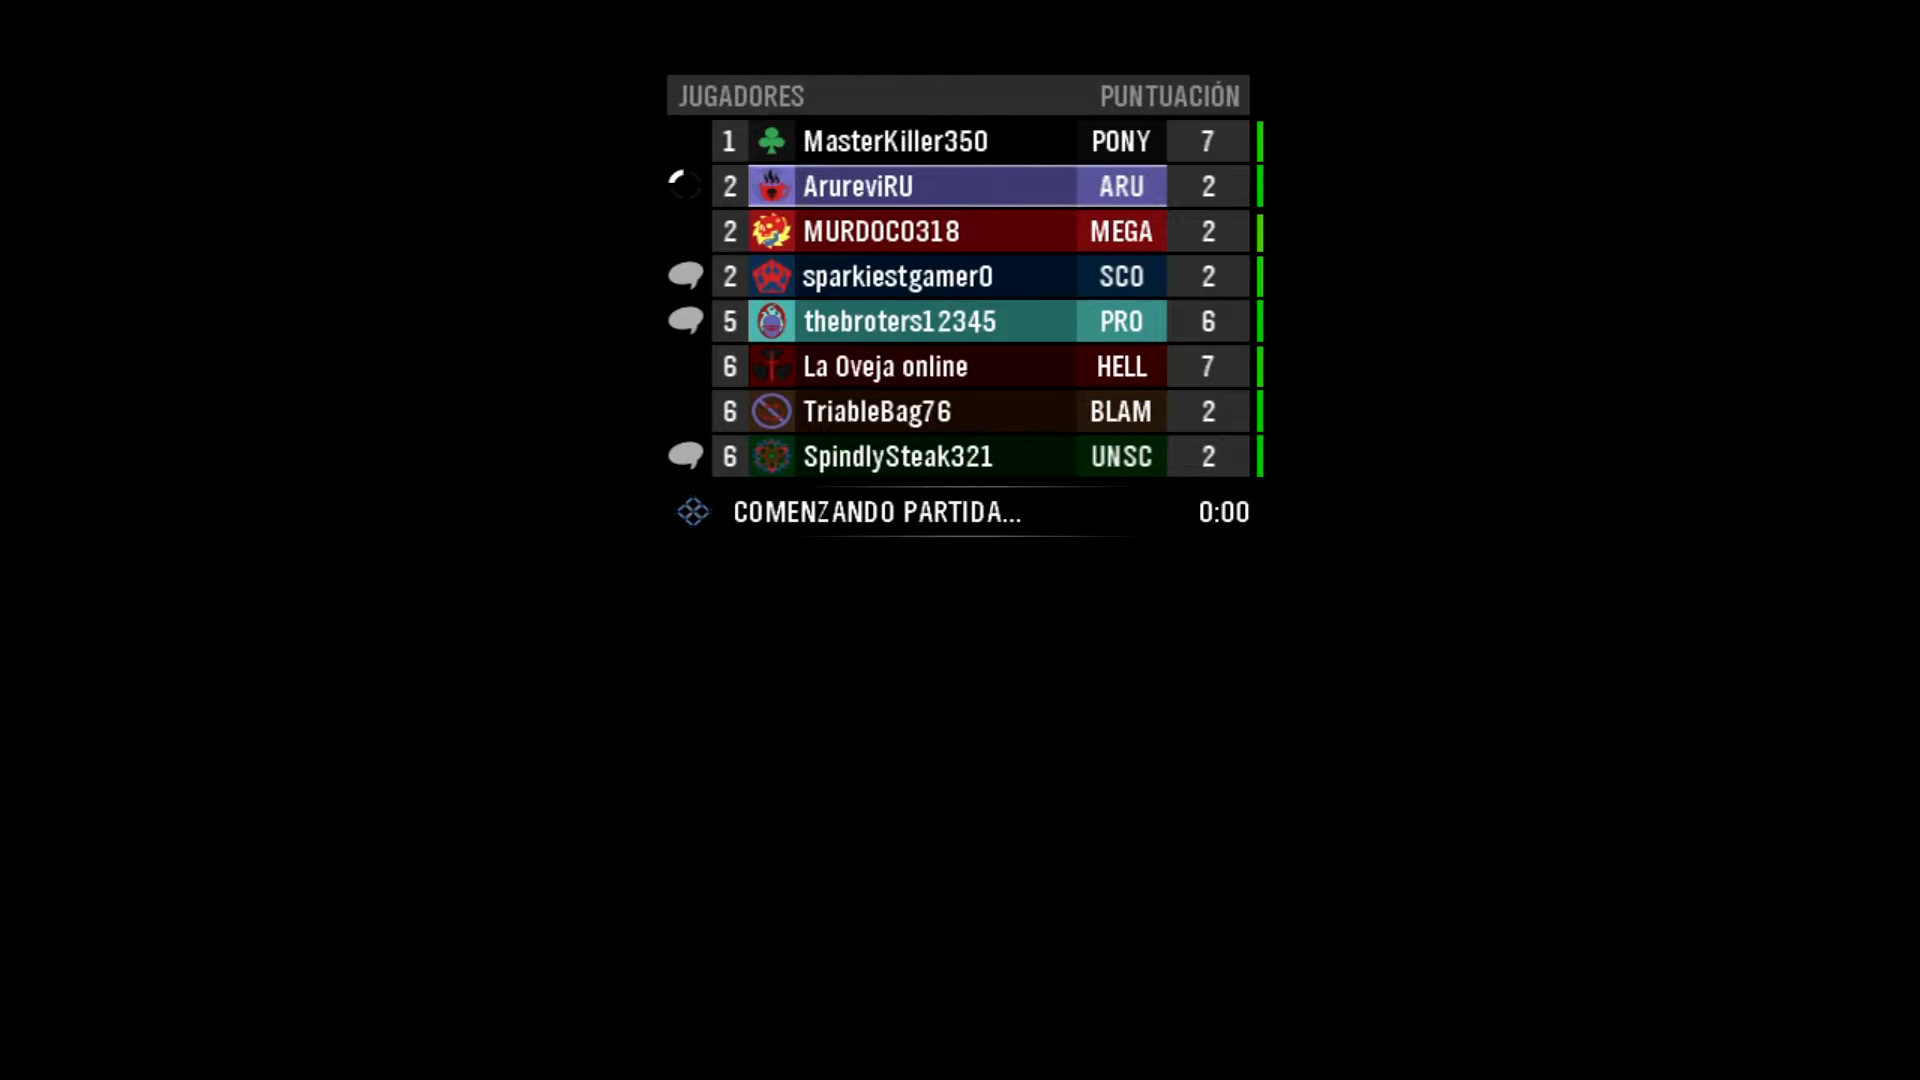 JUGADORES PUNTUACIÓN
1 MasterKiller350 PONY 7
2 ArureviRU ARU 2
2 MURDOCO318 MEGA 2
2 sparkiestgamer0 SCO 2
5 thebroters12345 PRO 6
6 La Oveja online HELL 7
6 TriableBag76 BLAM 2
6 SpindlySteak321 UNSC 2
COMENZANDO PARTIDA... 0:00